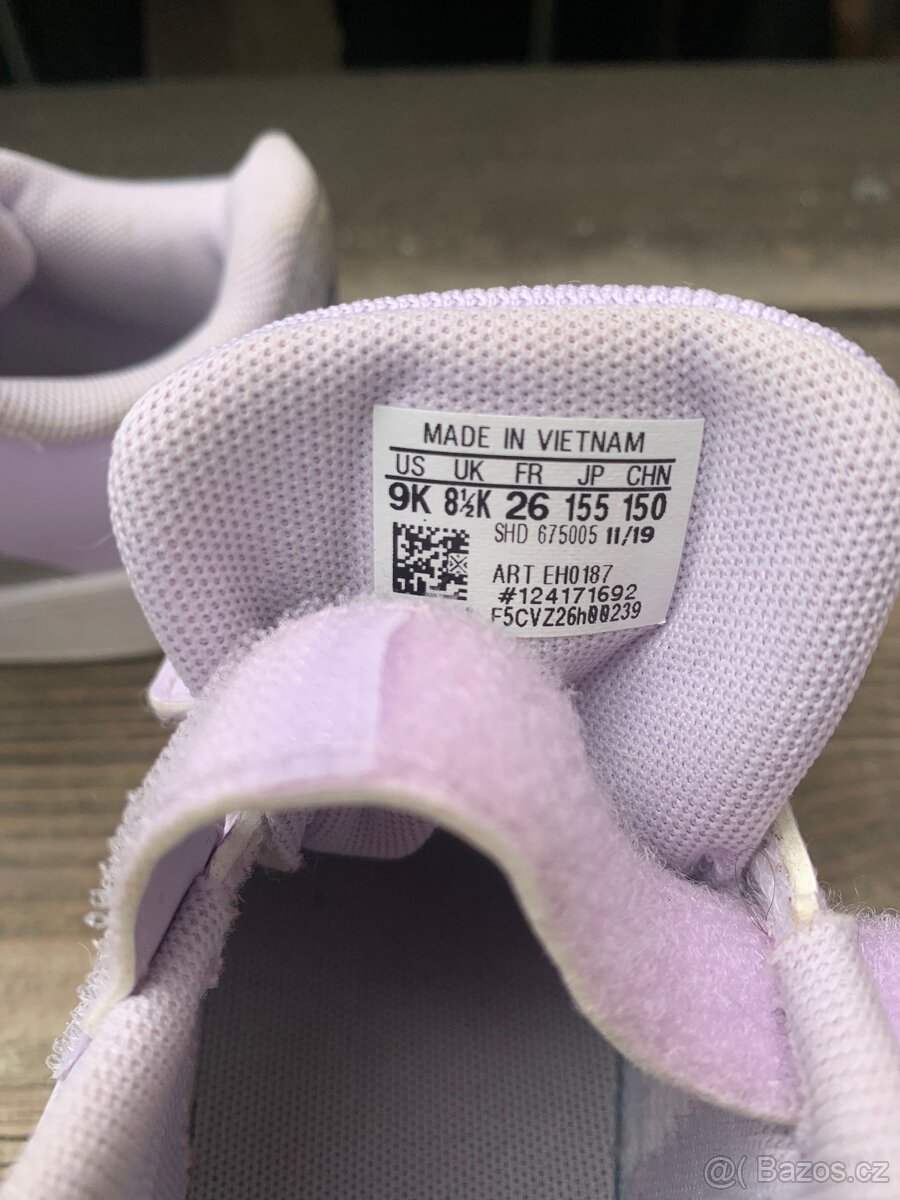 MADE IN VIETNAM
US UK FR JP CHN
9K 8½K 26 155 150
SHD 675005 11/19
ART EH0187
#124171692
F5CVZ26h00239
@( Bazos.cz